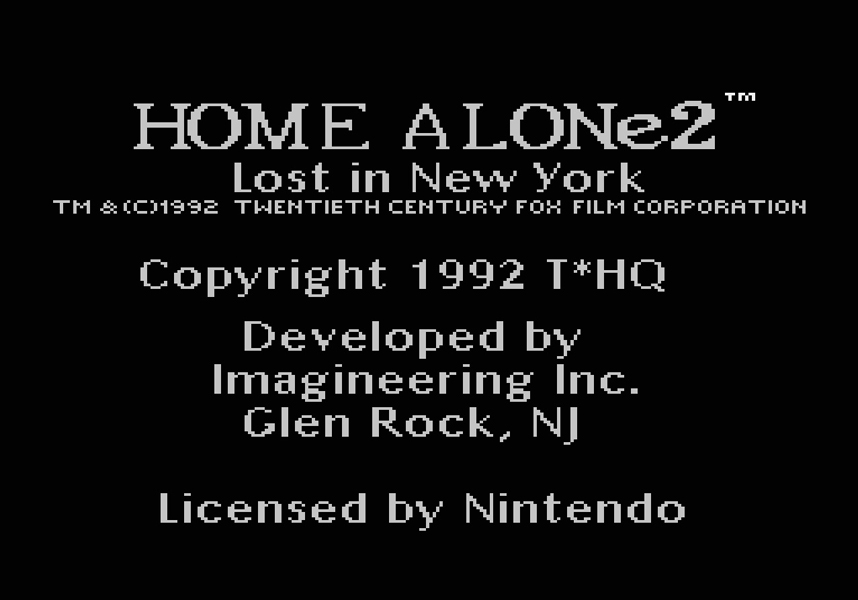 HOME ALONe2™
Lost in New York
TM &(C)1992 TWENTIETH CENTURY FOX FILM CORPORATION
Copyright 1992 T*HQ
Developed by
Imagineering Inc.
Glen Rock, NJ
Licensed by Nintendo